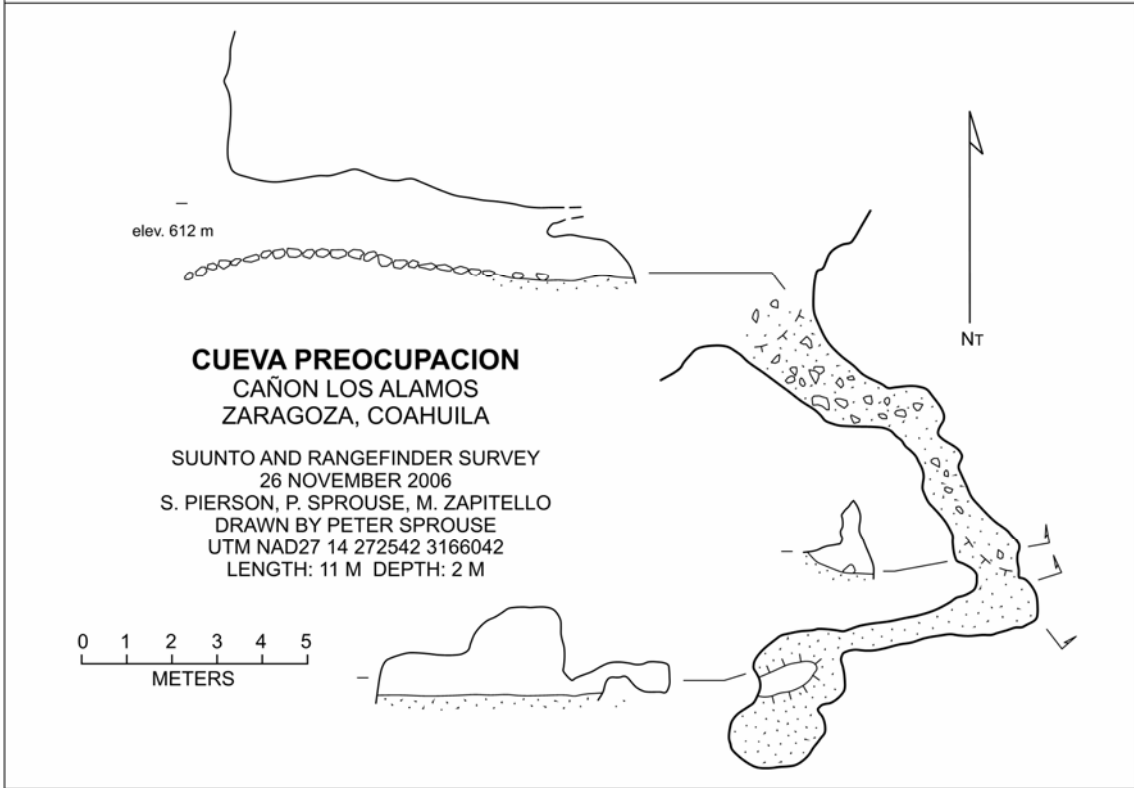 elev. 612 m
NT
CUEVA PREOCUPACION
CAÑON LOS ALAMOS
ZARAGOZA, COAHUILA
SUUNTO AND RANGEFINDER SURVEY
26 NOVEMBER 2006
S. PIERSON, P. SPROUSE, M. ZAPITELLO
DRAWN BY PETER SPROUSE
UTM NAD27 14 272542 3166042
LENGTH: 11 M DEPTH: 2 M
0 1 2 3 4 5
METERS